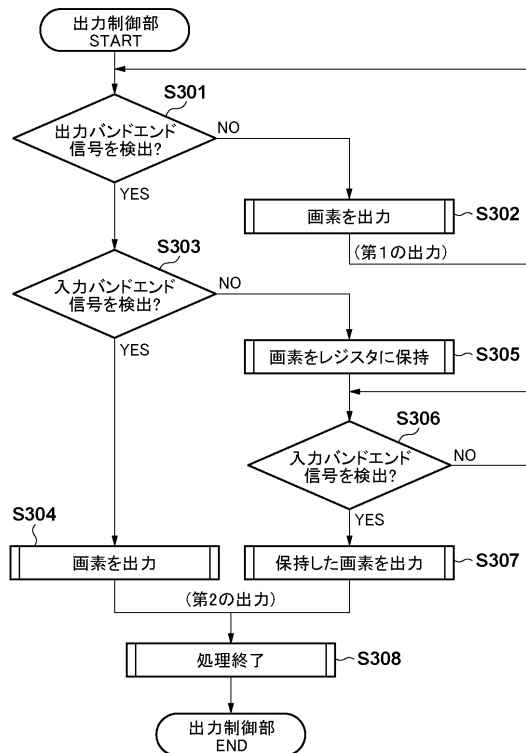 出力制御部
START
S301
出力バンドエンド
信号を検出?
NO
YES
画素を出力
S302
(第1の出力)
S303
入力バンドエンド
信号を検出?
NO
YES
画素をレジスタに保持
S305
S306
入力バンドエンド
信号を検出?
NO
YES
S304
画素を出力
保持した画素を出力
S307
(第2の出力)
処理終了
S308
出力制御部
END